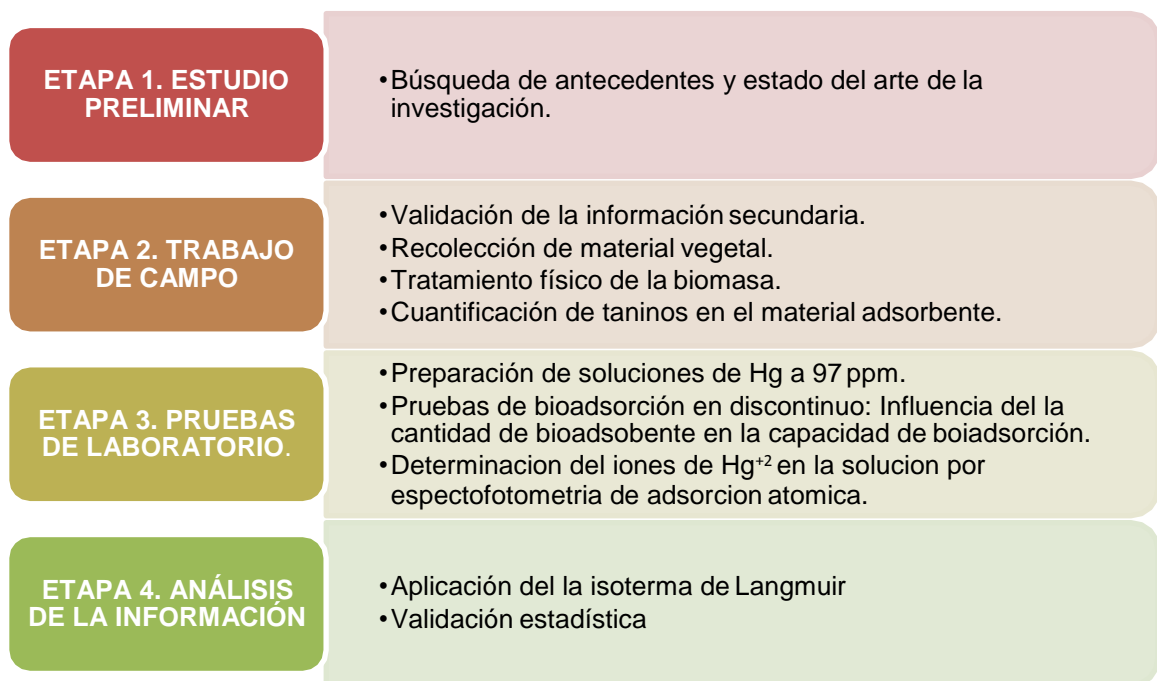 ETAPA 1. ESTUDIO
PRELIMINAR
•Búsqueda de antecedentes y estado del arte de la
investigación.
ETAPA 2. TRABAJO
DE CAMPO
•Validación de la información secundaria.
•Recolección de material vegetal.
•Tratamiento físico de la biomasa.
•Cuantificación de taninos en el material adsorbente.
ETAPA 3. PRUEBAS
DE LABORATORIO.
•Preparación de soluciones de Hg a 97 ppm.
•Pruebas de bioadsorción en discontinuo: Influencia del la
cantidad de bioadsobente en la capacidad de boiadsorción.
•Determinacion del iones de Hg⁺² en la solucion por
espectofotometria de adsorcion atomica.
ETAPA 4. ANÁLISIS
DE LA INFORMACIÓN
•Aplicación del la isoterma de Langmuir
•Validación estadística